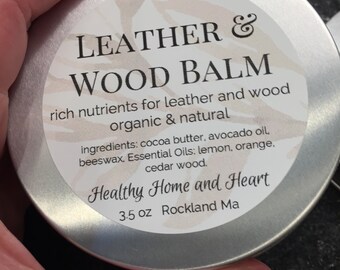 LEATHER &
WOOD BALM
rich nutrients for leather and wood
organic & natural
ingredients: cocoa butter, avocado oil,
beeswax, Essential Oils: lemon, orange,
cedar wood.
Healthy Home and Heart
3.5 oz Rockland Ma